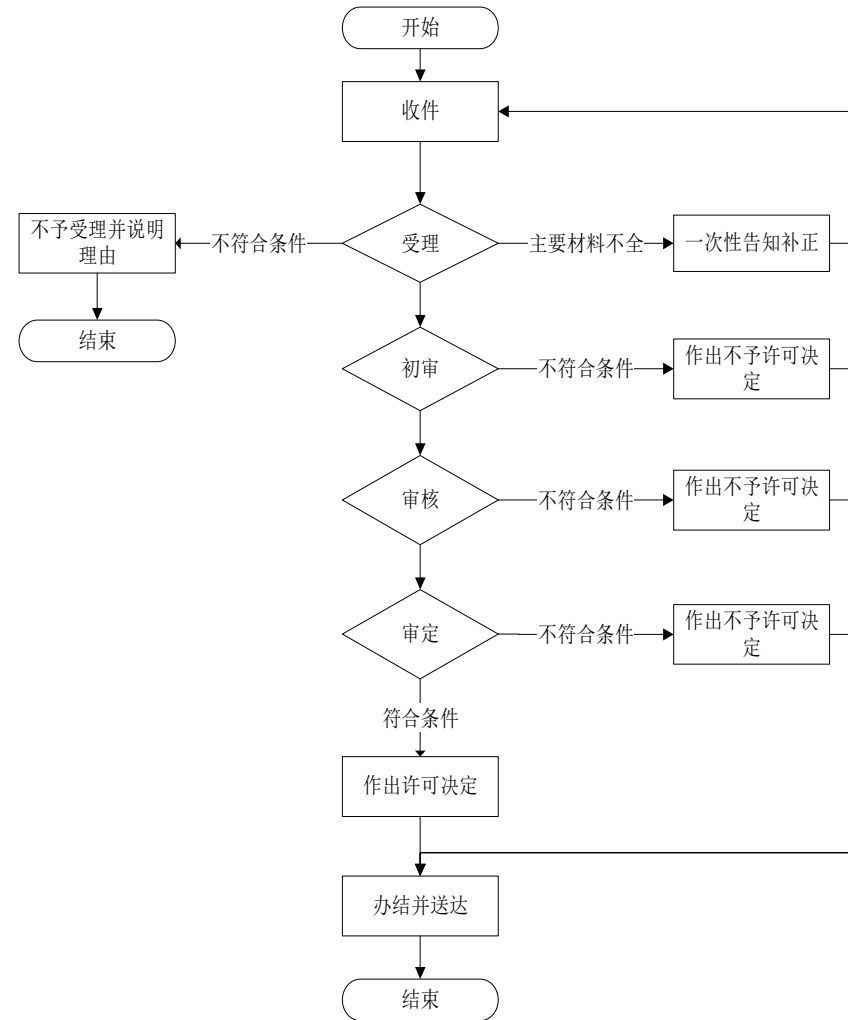 开始
收件
不予受理并说明
理由
不符合条件
受理
主要材料不全
一次性告知补正
结束
初审
不符合条件
作出不予许可决
定
审核
不符合条件
作出不予许可决
定
审定
不符合条件
作出不予许可决
定
符合条件
作出许可决定
办结并送达
结束